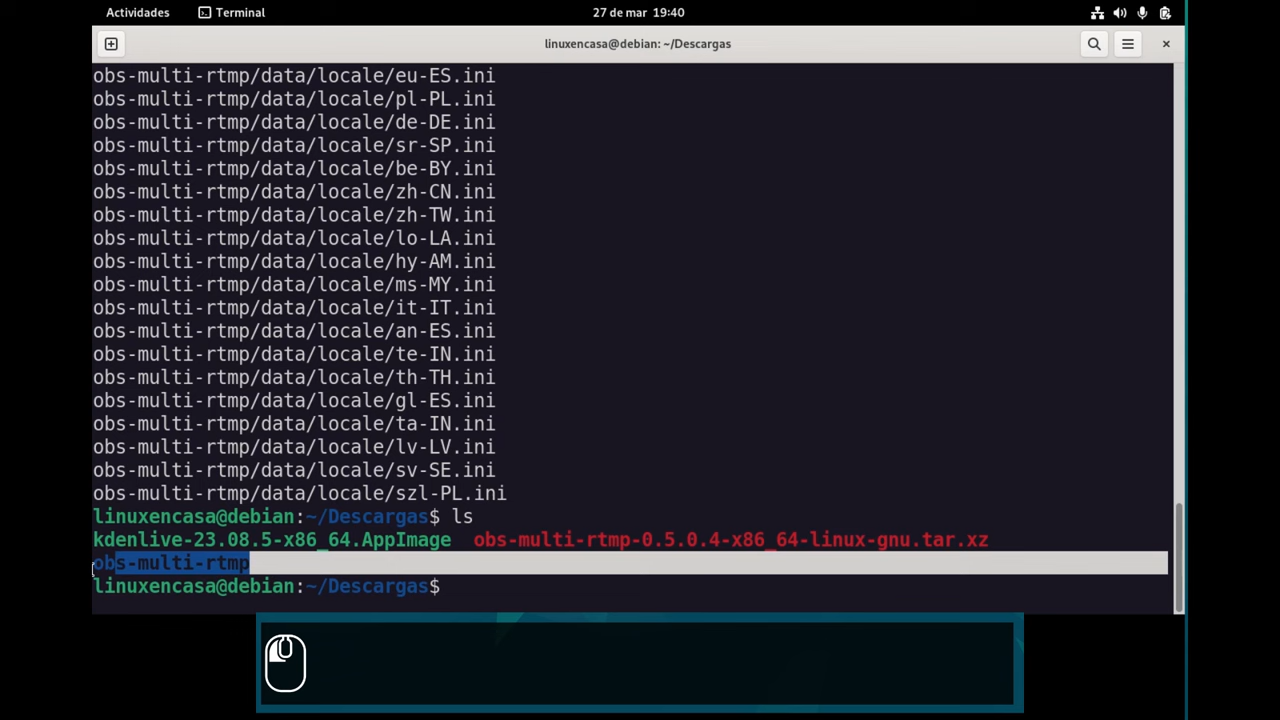 Actividades Terminal 27 de mar 19:40
linuxencasa@debian: ~/Descargas
obs-multi-rtmp/data/locale/eu-ES.ini
obs-multi-rtmp/data/locale/pl-PL.ini
obs-multi-rtmp/data/locale/de-DE.ini
obs-multi-rtmp/data/locale/sr-SP.ini
obs-multi-rtmp/data/locale/be-BY.ini
obs-multi-rtmp/data/locale/zh-CN.ini
obs-multi-rtmp/data/locale/zh-TW.ini
obs-multi-rtmp/data/locale/lo-LA.ini
obs-multi-rtmp/data/locale/hy-AM.ini
obs-multi-rtmp/data/locale/ms-MY.ini
obs-multi-rtmp/data/locale/it-IT.ini
obs-multi-rtmp/data/locale/an-ES.ini
obs-multi-rtmp/data/locale/te-IN.ini
obs-multi-rtmp/data/locale/th-TH.ini
obs-multi-rtmp/data/locale/gl-ES.ini
obs-multi-rtmp/data/locale/ta-IN.ini
obs-multi-rtmp/data/locale/lv-LV.ini
obs-multi-rtmp/data/locale/sv-SE.ini
obs-multi-rtmp/data/locale/szl-PL.ini
linuxencasa@debian:~/Descargas$ ls
kdenlive-23.08.5-x86_64.AppImage obs-multi-rtmp-0.5.0.4-x86_64-linux-gnu.tar.xz
obs-multi-rtmp
linuxencasa@debian:~/Descargas$